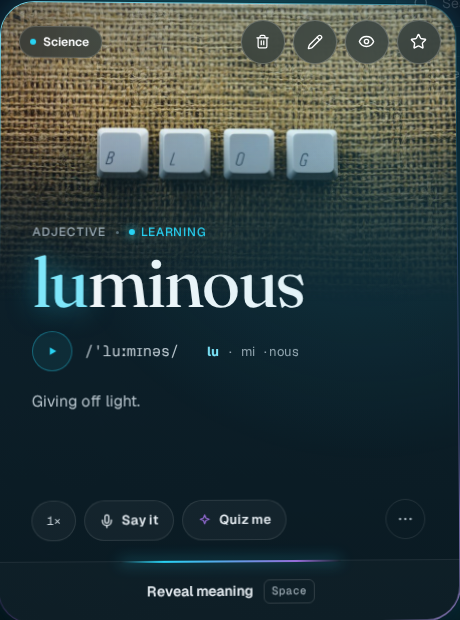 Science
B L O G
ADJECTIVE · LEARNING
luminous
/ˈluːmɪnəs/ lu · mi · nous
Giving off light.
1× Say it Quiz me
Reveal meaning Space